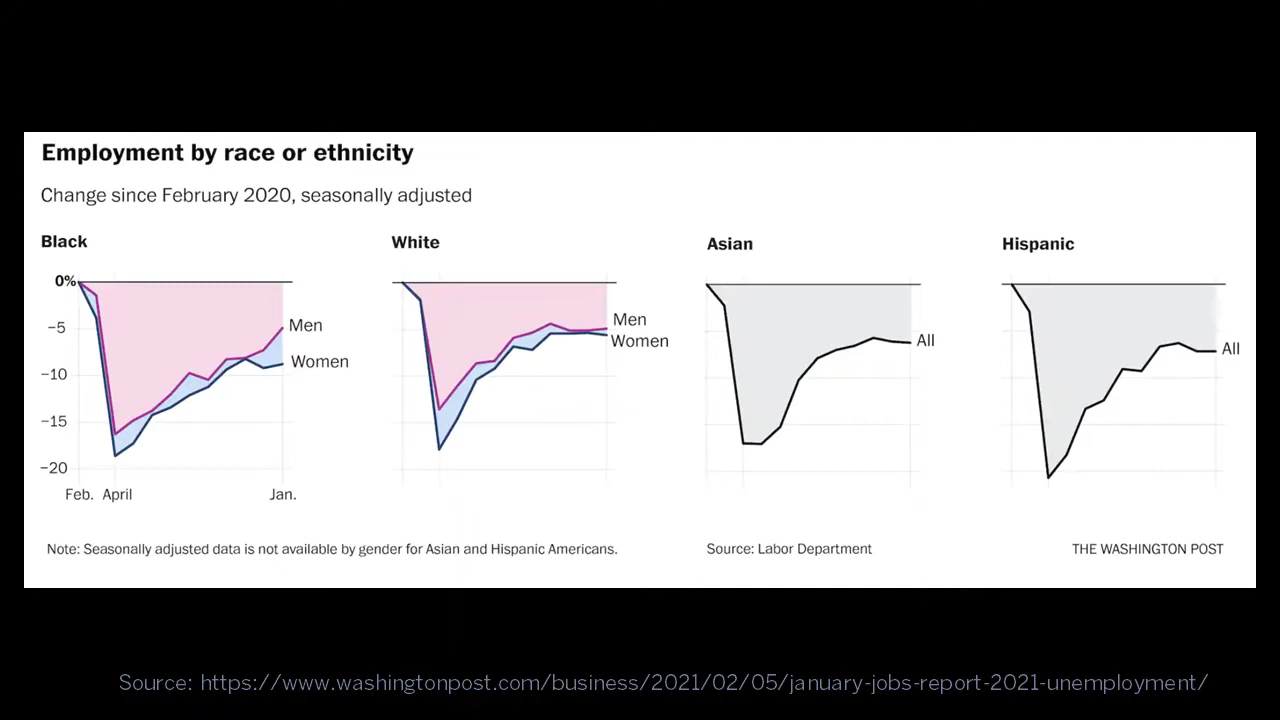 Employment by race or ethnicity
Change since February 2020, seasonally adjusted
Black
White
Asian
Hispanic
0%
−5
−10
−15
−20
Feb. April Jan.
Men
Women
Men
Women
All
All
Note: Seasonally adjusted data is not available by gender for Asian and Hispanic Americans.
Source: Labor Department
THE WASHINGTON POST
Source: https://www.washingtonpost.com/business/2021/02/05/january-jobs-report-2021-unemployment/